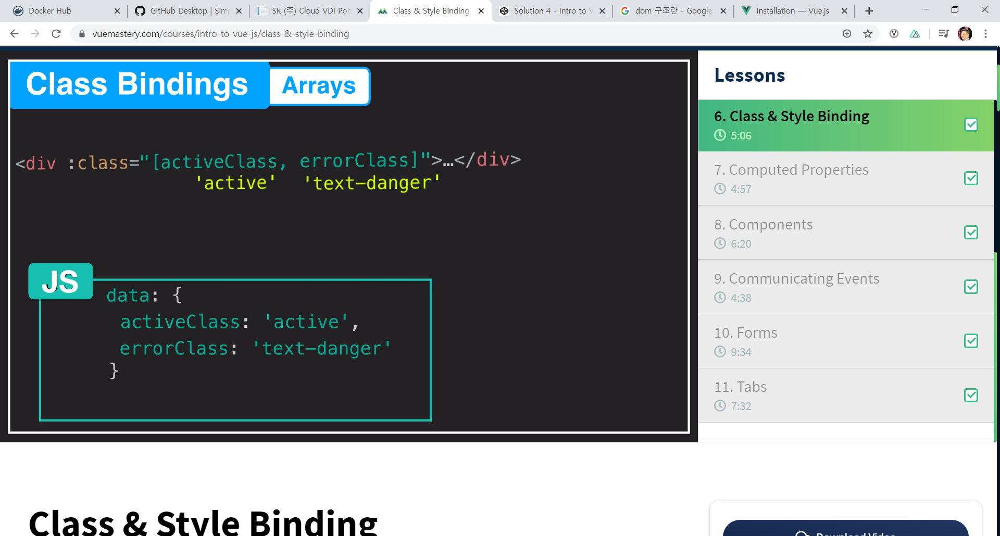 Docker Hub
GitHub Desktop | Sim
SK (주) Cloud VDI Por
Class & Style Binding
Solution 4 - Intro to V
dom 구조란 - Google
Installation — Vue.js
vuemastery.com/courses/intro-to-vue-js/class-&-style-binding
Class Bindings
Arrays
<div :class="[activeClass, errorClass]">…</div>
'active' 'text-danger'
JS
data: {
activeClass: 'active',
errorClass: 'text-danger'
}
Lessons
6. Class & Style Binding
5:06
7. Computed Properties
4:57
8. Components
6:20
9. Communicating Events
4:38
10. Forms
9:34
11. Tabs
7:32
Class & Style Binding
Download Video